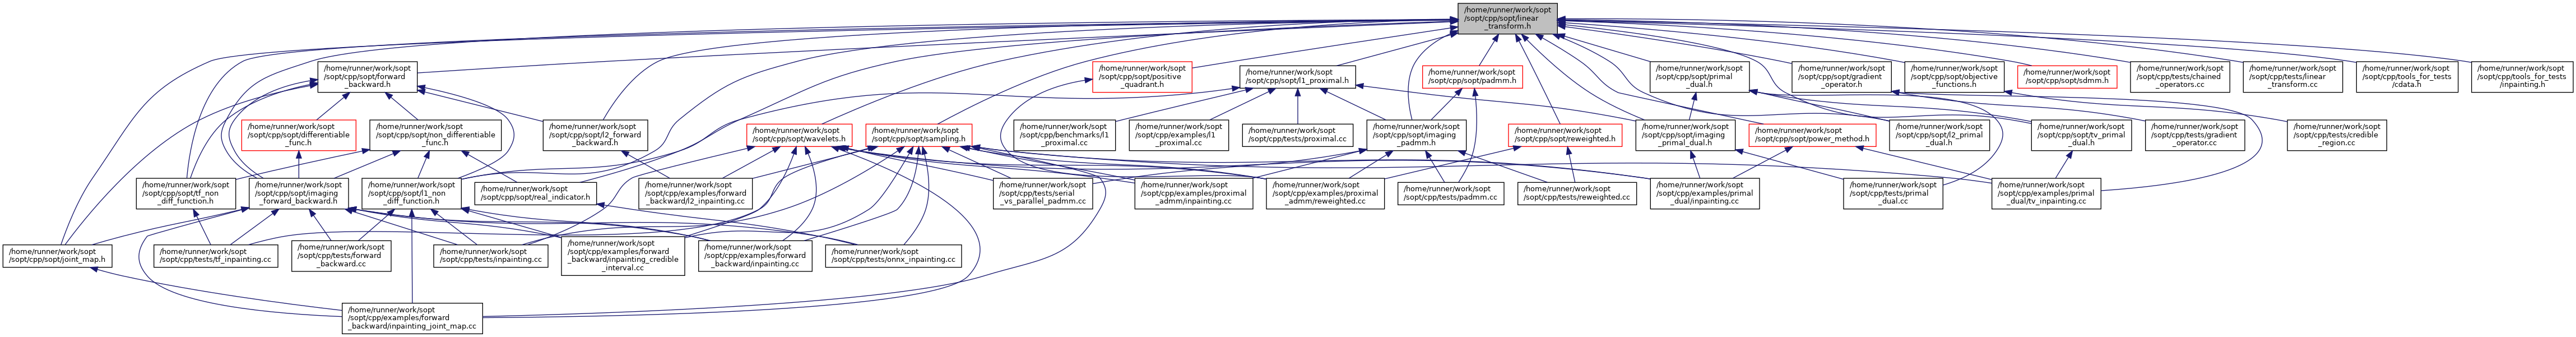 /home/runner/work/sopt
/sopt/cpp/sopt/linear
_transform.h
/home/runner/work/sopt
/sopt/cpp/sopt/forward
_backward.h
/home/runner/work/sopt
/sopt/cpp/sopt/positive
_quadrant.h
/home/runner/work/sopt
/sopt/cpp/sopt/l1_proximal.h
/home/runner/work/sopt
/sopt/cpp/sopt/padmm.h
/home/runner/work/sopt
/sopt/cpp/sopt/primal
_dual.h
/home/runner/work/sopt
/sopt/cpp/sopt/gradient
_operator.h
/home/runner/work/sopt
/sopt/cpp/sopt/objective
_functions.h
/home/runner/work/sopt
/sopt/cpp/sopt/sdmm.h
/home/runner/work/sopt
/sopt/cpp/tests/chained
_operators.cc
/home/runner/work/sopt
/sopt/cpp/tests/linear
_transform.cc
/home/runner/work/sopt
/sopt/cpp/tools_for_tests
/cdata.h
/home/runner/work/sopt
/sopt/cpp/tools_for_tests
/inpainting.h
/home/runner/work/sopt
/sopt/cpp/sopt/differentiable
_func.h
/home/runner/work/sopt
/sopt/cpp/sopt/non_differentiable
_func.h
/home/runner/work/sopt
/sopt/cpp/sopt/l2_forward
_backward.h
/home/runner/work/sopt
/sopt/cpp/sopt/wavelets.h
/home/runner/work/sopt
/sopt/cpp/sopt/sampling.h
/home/runner/work/sopt
/sopt/cpp/benchmarks/l1
_proximal.cc
/home/runner/work/sopt
/sopt/cpp/examples/l1
_proximal.cc
/home/runner/work/sopt
/sopt/cpp/tests/proximal.cc
/home/runner/work/sopt
/sopt/cpp/sopt/imaging
_padmm.h
/home/runner/work/sopt
/sopt/cpp/sopt/reweighted.h
/home/runner/work/sopt
/sopt/cpp/sopt/imaging
_primal_dual.h
/home/runner/work/sopt
/sopt/cpp/sopt/power_method.h
/home/runner/work/sopt
/sopt/cpp/sopt/l2_primal
_dual.h
/home/runner/work/sopt
/sopt/cpp/sopt/tv_primal
_dual.h
/home/runner/work/sopt
/sopt/cpp/tests/gradient
_operator.cc
/home/runner/work/sopt
/sopt/cpp/tests/credible
_region.cc
/home/runner/work/sopt
/sopt/cpp/sopt/tf_non
_diff_function.h
/home/runner/work/sopt
/sopt/cpp/sopt/imaging
_forward_backward.h
/home/runner/work/sopt
/sopt/cpp/sopt/l1_non
_diff_function.h
/home/runner/work/sopt
/sopt/cpp/sopt/real_indicator.h
/home/runner/work/sopt
/sopt/cpp/examples/forward
_backward/l2_inpainting.cc
/home/runner/work/sopt
/sopt/cpp/tests/serial
_vs_parallel_padmm.cc
/home/runner/work/sopt
/sopt/cpp/examples/proximal
_admm/inpainting.cc
/home/runner/work/sopt
/sopt/cpp/examples/proximal
_admm/reweighted.cc
/home/runner/work/sopt
/sopt/cpp/tests/padmm.cc
/home/runner/work/sopt
/sopt/cpp/tests/reweighted.cc
/home/runner/work/sopt
/sopt/cpp/examples/primal
_dual/inpainting.cc
/home/runner/work/sopt
/sopt/cpp/tests/primal
_dual.cc
/home/runner/work/sopt
/sopt/cpp/examples/primal
_dual/tv_inpainting.cc
/home/runner/work/sopt
/sopt/cpp/sopt/joint_map.h
/home/runner/work/sopt
/sopt/cpp/tests/tf_inpainting.cc
/home/runner/work/sopt
/sopt/cpp/tests/forward
_backward.cc
/home/runner/work/sopt
/sopt/cpp/tests/inpainting.cc
/home/runner/work/sopt
/sopt/cpp/examples/forward
_backward/inpainting_credible
_interval.cc
/home/runner/work/sopt
/sopt/cpp/examples/forward
_backward/inpainting.cc
/home/runner/work/sopt
/sopt/cpp/tests/onnx_inpainting.cc
/home/runner/work/sopt
/sopt/cpp/examples/forward
_backward/inpainting_joint_map.cc